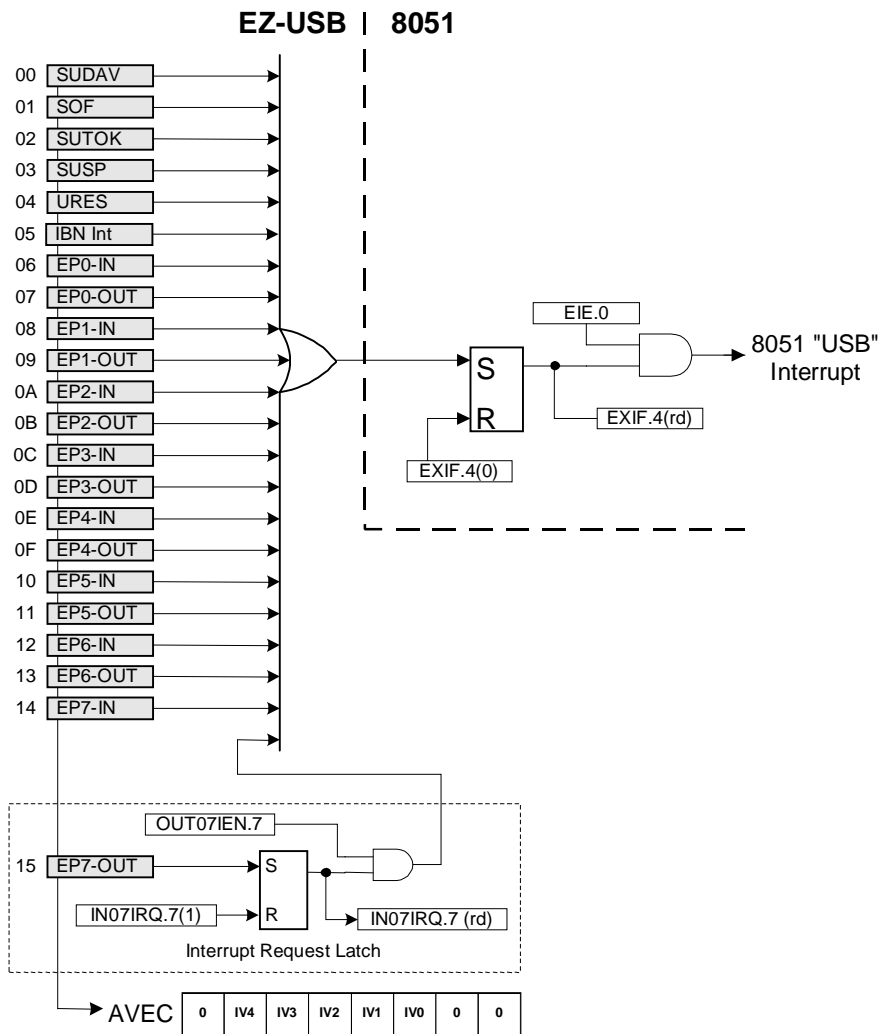 EZ-USB 8051
00 SUDAV
01 SOF
02 SUTOK
03 SUSP
04 URES
05 IBN Int
06 EP0-IN
07 EP0-OUT
08 EP1-IN
09 EP1-OUT
0A EP2-IN
0B EP2-OUT
0C EP3-IN
0D EP3-OUT
0E EP4-IN
0F EP4-OUT
10 EP5-IN
11 EP5-OUT
12 EP6-IN
13 EP6-OUT
14 EP7-IN
EIE.0
S
R
8051 "USB"
Interrupt
EXIF.4(rd)
EXIF.4(0)
OUT07IEN.7
15 EP7-OUT
S
R
IN07IRQ.7(1)
IN07IRQ.7 (rd)
Interrupt Request Latch
AVEC 0 IV4 IV3 IV2 IV1 IV0 0 0